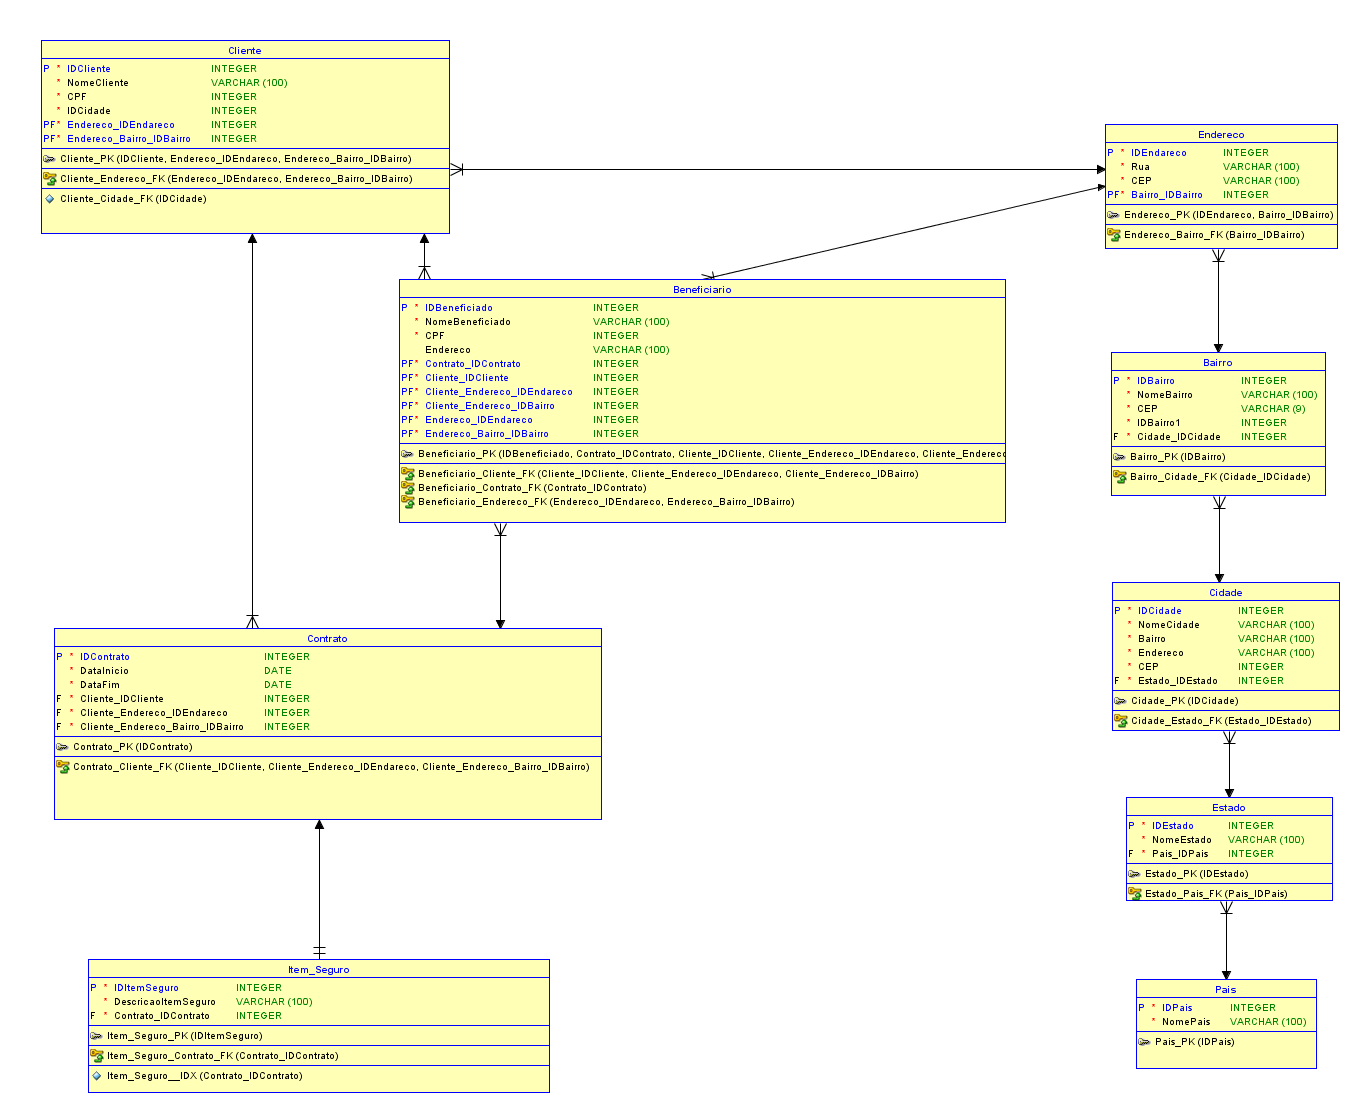 Cliente
P * IDCliente INTEGER
* NomeCliente VARCHAR (100)
* CPF INTEGER
* IDCidade INTEGER
PF* Endereco_IDEndareco INTEGER
PF* Endereco_Bairro_IDBairro INTEGER
Cliente_PK (IDCliente, Endereco_IDEndareco, Endereco_Bairro_IDBairro)
Cliente_Endereco_FK (Endereco_IDEndareco, Endereco_Bairro_IDBairro)
Cliente_Cidade_FK (IDCidade)
Endereco
P * IDEndareco INTEGER
* Rua VARCHAR (100)
* CEP VARCHAR (100)
PF* Bairro_IDBairro INTEGER
Endereco_PK (IDEndareco, Bairro_IDBairro)
Endereco_Bairro_FK (Bairro_IDBairro)
Beneficiario
P * IDBeneficiado INTEGER
* NomeBeneficiado VARCHAR (100)
* CPF INTEGER
Endereco VARCHAR (100)
PF* Contrato_IDContrato INTEGER
PF* Cliente_IDCliente INTEGER
PF* Cliente_Endereco_IDEndareco INTEGER
PF* Cliente_Endereco_IDBairro INTEGER
PF* Endereco_IDEndareco INTEGER
PF* Endereco_Bairro_IDBairro INTEGER
Beneficiario_PK (IDBeneficiado, Contrato_IDContrato, Cliente_IDCliente, Cliente_Endereco_IDEndareco, Cliente_Endereco
Beneficiario_Cliente_FK (Cliente_IDCliente, Cliente_Endereco_IDEndareco, Cliente_Endereco_IDBairro)
Beneficiario_Contrato_FK (Contrato_IDContrato)
Beneficiario_Endereco_FK (Endereco_IDEndareco, Endereco_Bairro_IDBairro)
Bairro
P * IDBairro INTEGER
* NomeBairro VARCHAR (100)
* CEP VARCHAR (9)
* IDBairro1 INTEGER
F * Cidade_IDCidade INTEGER
Bairro_PK (IDBairro)
Bairro_Cidade_FK (Cidade_IDCidade)
Cidade
P * IDCidade INTEGER
* NomeCidade VARCHAR (100)
* Bairro VARCHAR (100)
* Endereco VARCHAR (100)
* CEP INTEGER
F * Estado_IDEstado INTEGER
Cidade_PK (IDCidade)
Cidade_Estado_FK (Estado_IDEstado)
Contrato
P * IDContrato INTEGER
* DataInicio DATE
* DataFim DATE
F * Cliente_IDCliente INTEGER
F * Cliente_Endereco_IDEndareco INTEGER
F * Cliente_Endereco_Bairro_IDBairro INTEGER
Contrato_PK (IDContrato)
Contrato_Cliente_FK (Cliente_IDCliente, Cliente_Endereco_IDEndareco, Cliente_Endereco_Bairro_IDBairro)
Estado
P * IDEstado INTEGER
* NomeEstado VARCHAR (100)
F * Pais_IDPais INTEGER
Estado_PK (IDEstado)
Estado_Pais_FK (Pais_IDPais)
Item_Seguro
P * IDItemSeguro INTEGER
* DescricaoItemSeguro VARCHAR (100)
F * Contrato_IDContrato INTEGER
Item_Seguro_PK (IDItemSeguro)
Item_Seguro_Contrato_FK (Contrato_IDContrato)
Item_Seguro__IDX (Contrato_IDContrato)
Pais
P * IDPais INTEGER
* NomePais VARCHAR (100)
Pais_PK (IDPais)